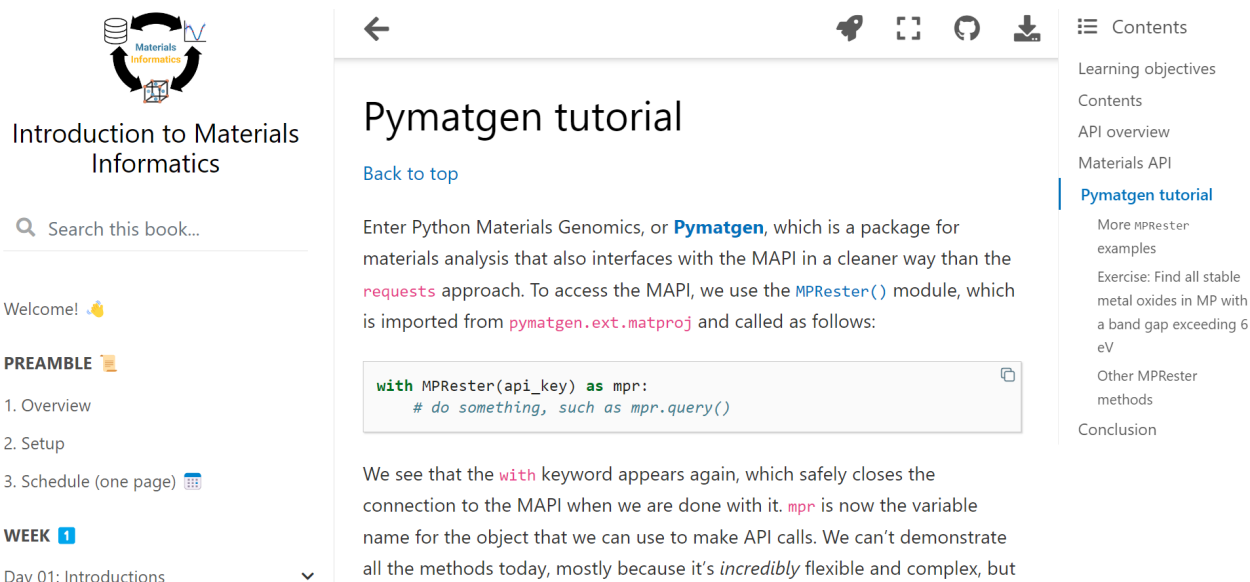 Materials
Informatics
Introduction to Materials
Informatics
Search this book...
Welcome! 👋
PREAMBLE 📜
1. Overview
2. Setup
3. Schedule (one page) 🗓️
WEEK 1️⃣
Day 01: Introductions
Pymatgen tutorial
Back to top
Enter Python Materials Genomics, or Pymatgen, which is a package for
materials analysis that also interfaces with the MAPI in a cleaner way than the
requests approach. To access the MAPI, we use the MPRester() module, which
is imported from pymatgen.ext.matproj and called as follows:
with MPRester(api_key) as mpr:
    # do something, such as mpr.query()
We see that the with keyword appears again, which safely closes the
connection to the MAPI when we are done with it. mpr is now the variable
name for the object that we can use to make API calls. We can’t demonstrate
all the methods today, mostly because it’s incredibly flexible and complex, but
Contents
Learning objectives
Contents
API overview
Materials API
Pymatgen tutorial
More MPRester
examples
Exercise: Find all stable
metal oxides in MP with
a band gap exceeding 6
eV
Other MPRester
methods
Conclusion